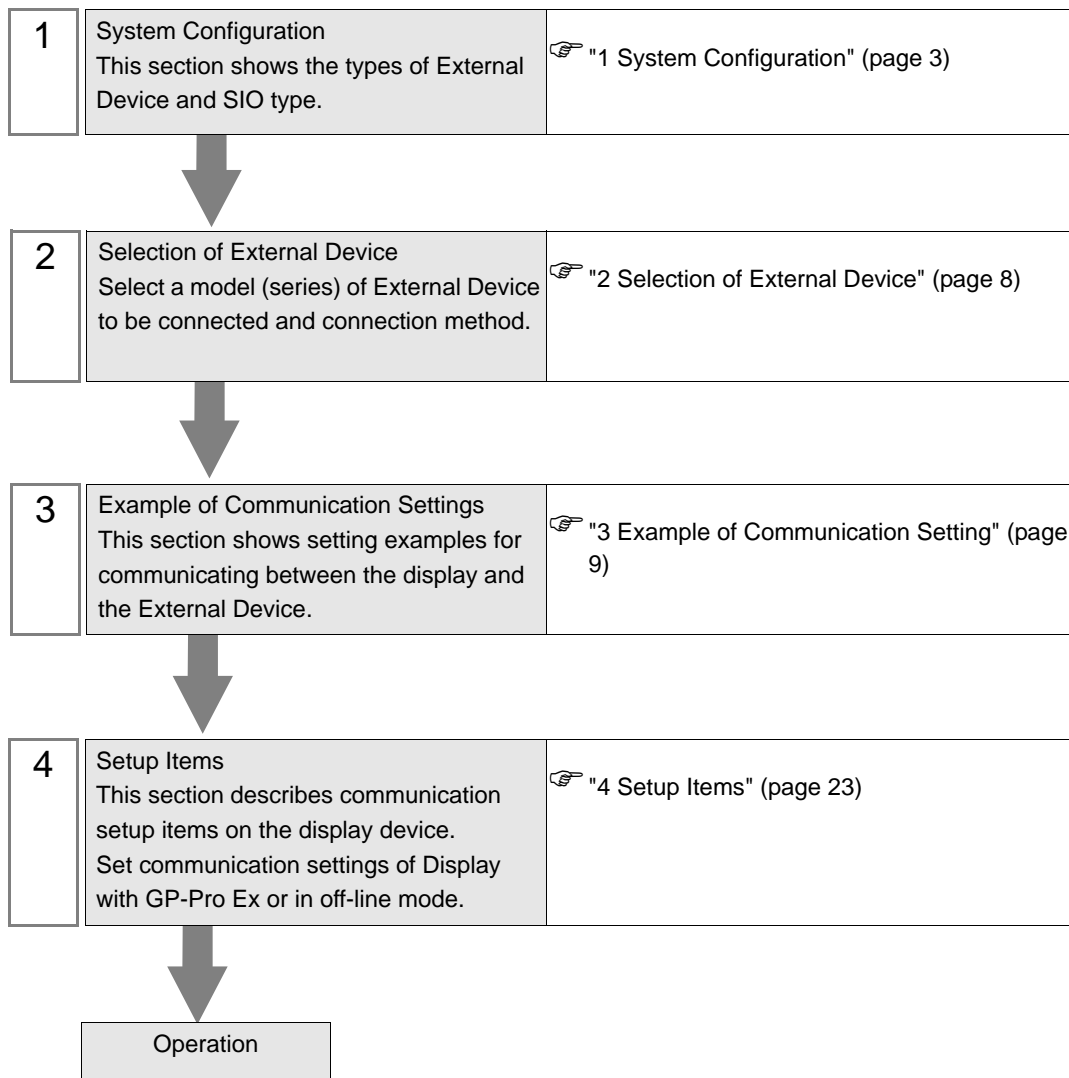 1
System Configuration
This section shows the types of External
Device and SIO type.
"1 System Configuration" (page 3)
2
Selection of External Device
Select a model (series) of External Device
to be connected and connection method.
"2 Selection of External Device" (page 8)
3
Example of Communication Settings
This section shows setting examples for
communicating between the display and
the External Device.
"3 Example of Communication Setting" (page
9)
4
Setup Items
This section describes communication
setup items on the display device.
Set communication settings of Display
with GP-Pro Ex or in off-line mode.
"4 Setup Items" (page 23)
Operation